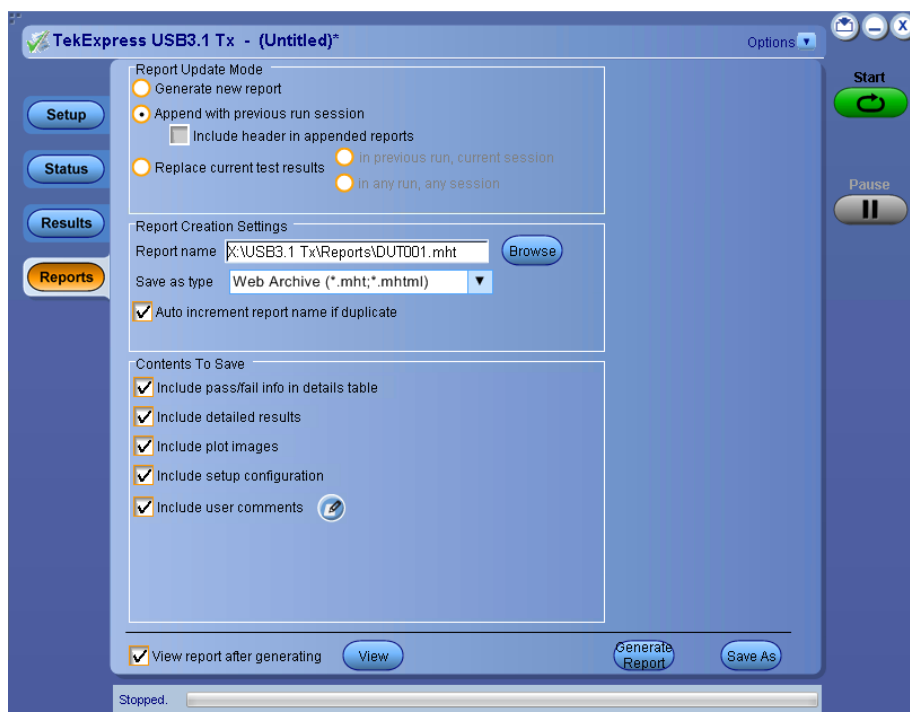 TekExpress USB3.1 Tx - (Untitled)*
Options
Start
Pause
Setup
Status
Results
Reports
Report Update Mode
Generate new report
Append with previous run session
Include header in appended reports
Replace current test results
in previous run, current session
in any run, any session
Report Creation Settings
Report name X:\USB3.1 Tx\Reports\DUT001.mht Browse
Save as type Web Archive (*.mht;*.mhtml)
Auto increment report name if duplicate
Contents To Save
Include pass/fail info in details table
Include detailed results
Include plot images
Include setup configuration
Include user comments
View report after generating View
Generate
Report
Save As
Stopped.